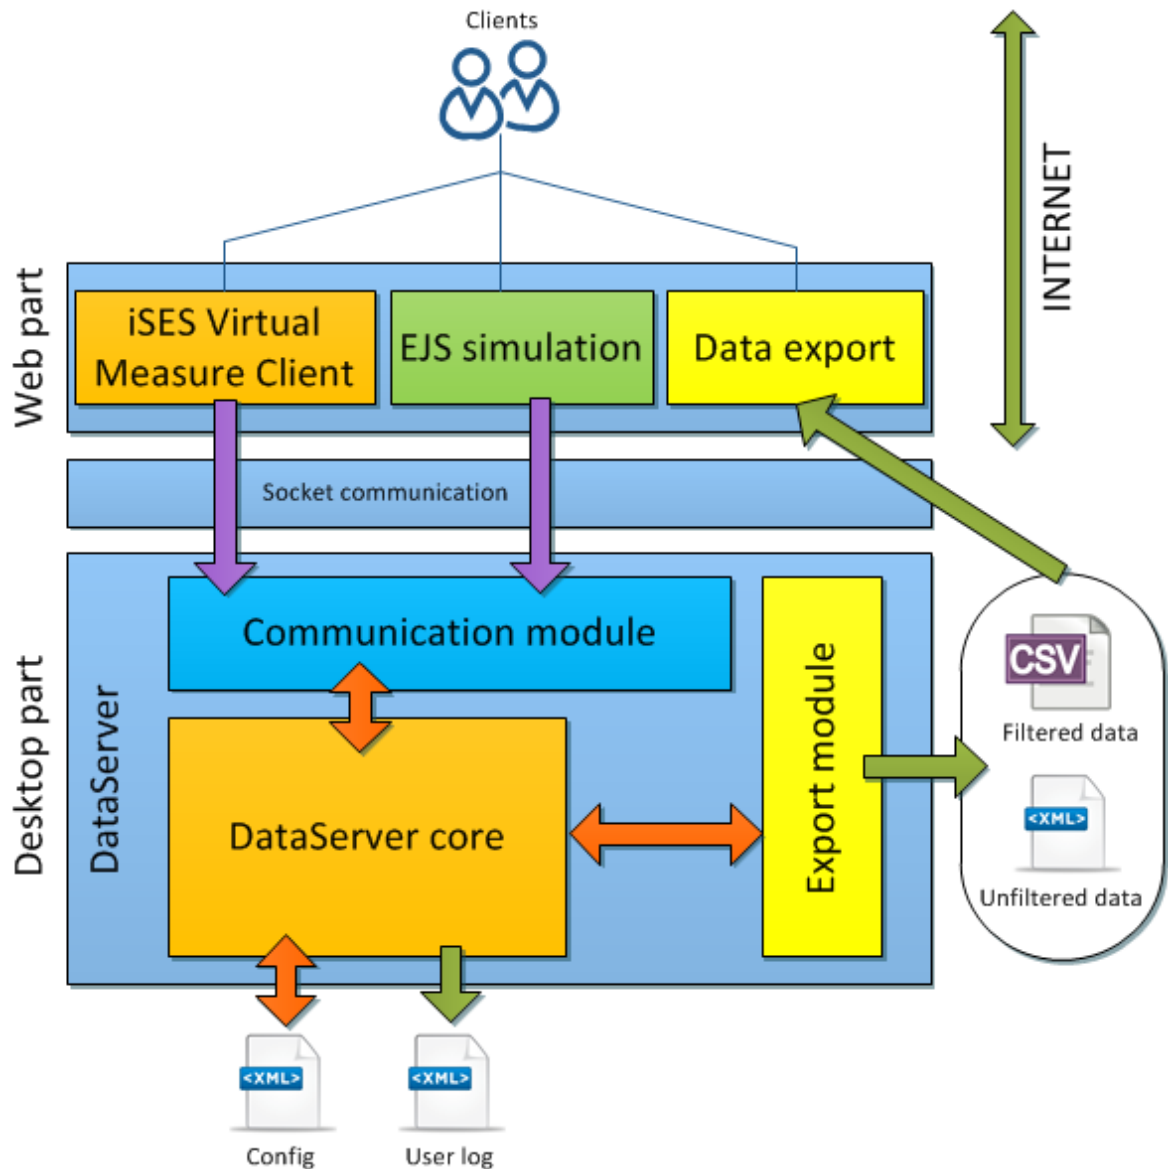 Clients
INTERNET
Web part
iSES Virtual
Measure Client
EJS simulation
Data export
Socket communication
Desktop part
DataServer
Communication module
DataServer core
Export module
CSV
Filtered data
<XML>
Unfiltered data
<XML>
Config
<XML>
User log